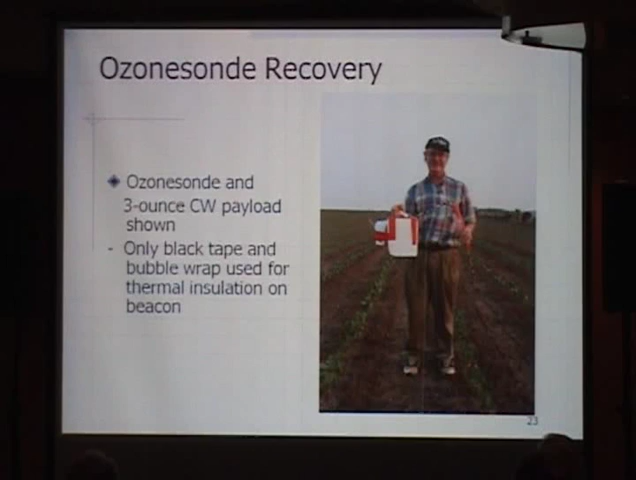 Ozonesonde Recovery
Ozonesonde and
3-ounce CW payload
shown
- Only black tape and
bubble wrap used for
thermal insulation on
beacon
23